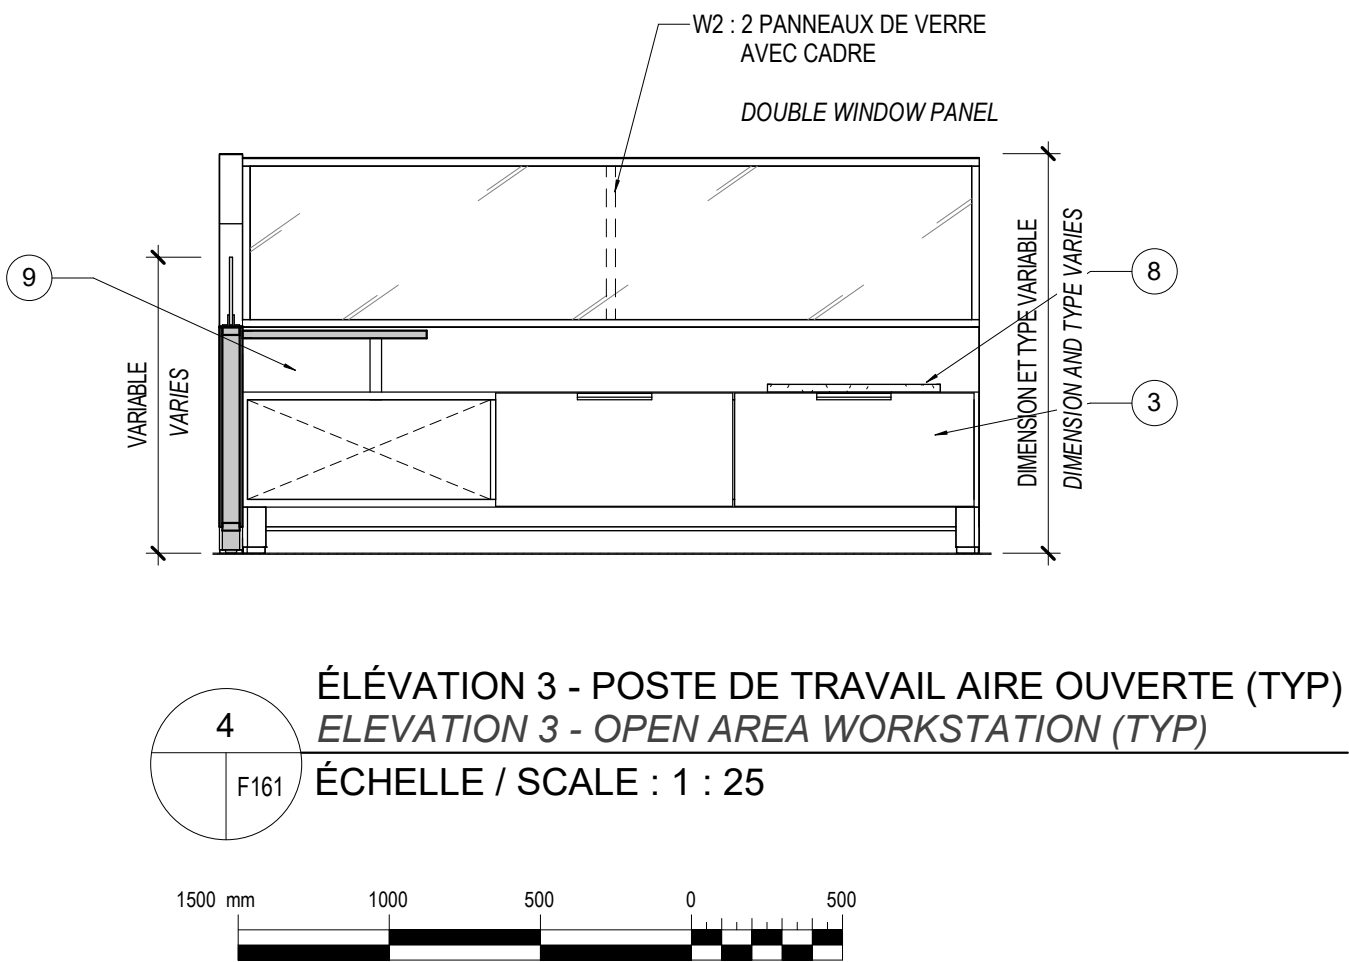 W2 : 2 PANNEAUX DE VERRE
AVEC CADRE
DOUBLE WINDOW PANEL
9
VARIABLE
VARIES
DIMENSION ET TYPE VARIABLE
DIMENSION AND TYPE VARIES
8
3
4
F161
ÉLÉVATION 3 - POSTE DE TRAVAIL AIRE OUVERTE (TYP)
ELEVATION 3 - OPEN AREA WORKSTATION (TYP)
ÉCHELLE / SCALE : 1 : 25
1500 mm 1000 500 0 500